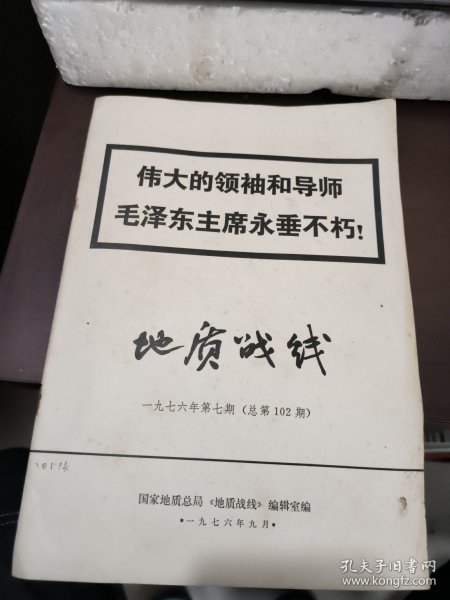 伟大的领袖和导师
毛泽东主席永垂不朽!
地质战线
一九七六年第七期(总第102期)
国家地质总局《地质战线》编辑室编
•一九七六年九月•
孔夫子旧书网
www.kongfz.com